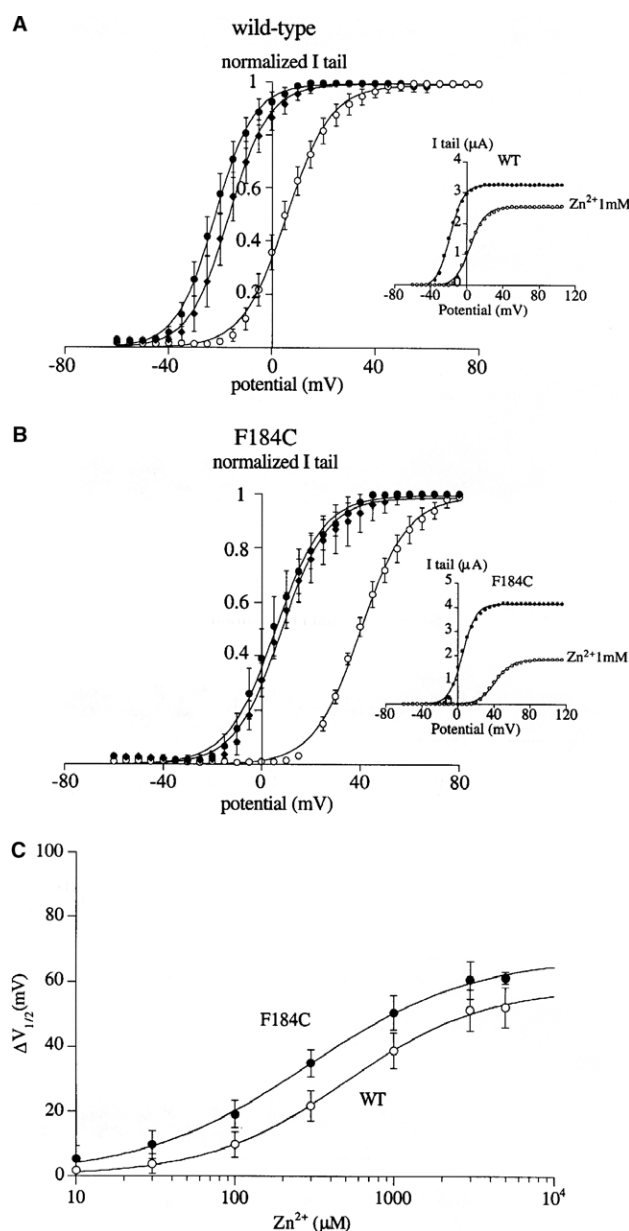 A
wild-type
normalized I tail
1
0.8
0.6
0.4
0.2
-80 -40 0 40 80
potential (mV)
I tail (μA)
WT
4
3
2
1
Zn²⁺1mM
-80 -40 0 40 80 120
Potential (mV)
B
F184C
normalized I tail
1
0.8
0.6
0.4
-80 -40 0 40 80
potential (mV)
I tail (μA)
F184C
5
4
3
2
1
Zn²⁺1mM
-80 -40 0 40 80 120
Potential (mV)
C
100
80
60
40
20
0
ΔV1/2 (mV)
F184C
WT
10 100 1000 10⁴
Zn²⁺ (μM)